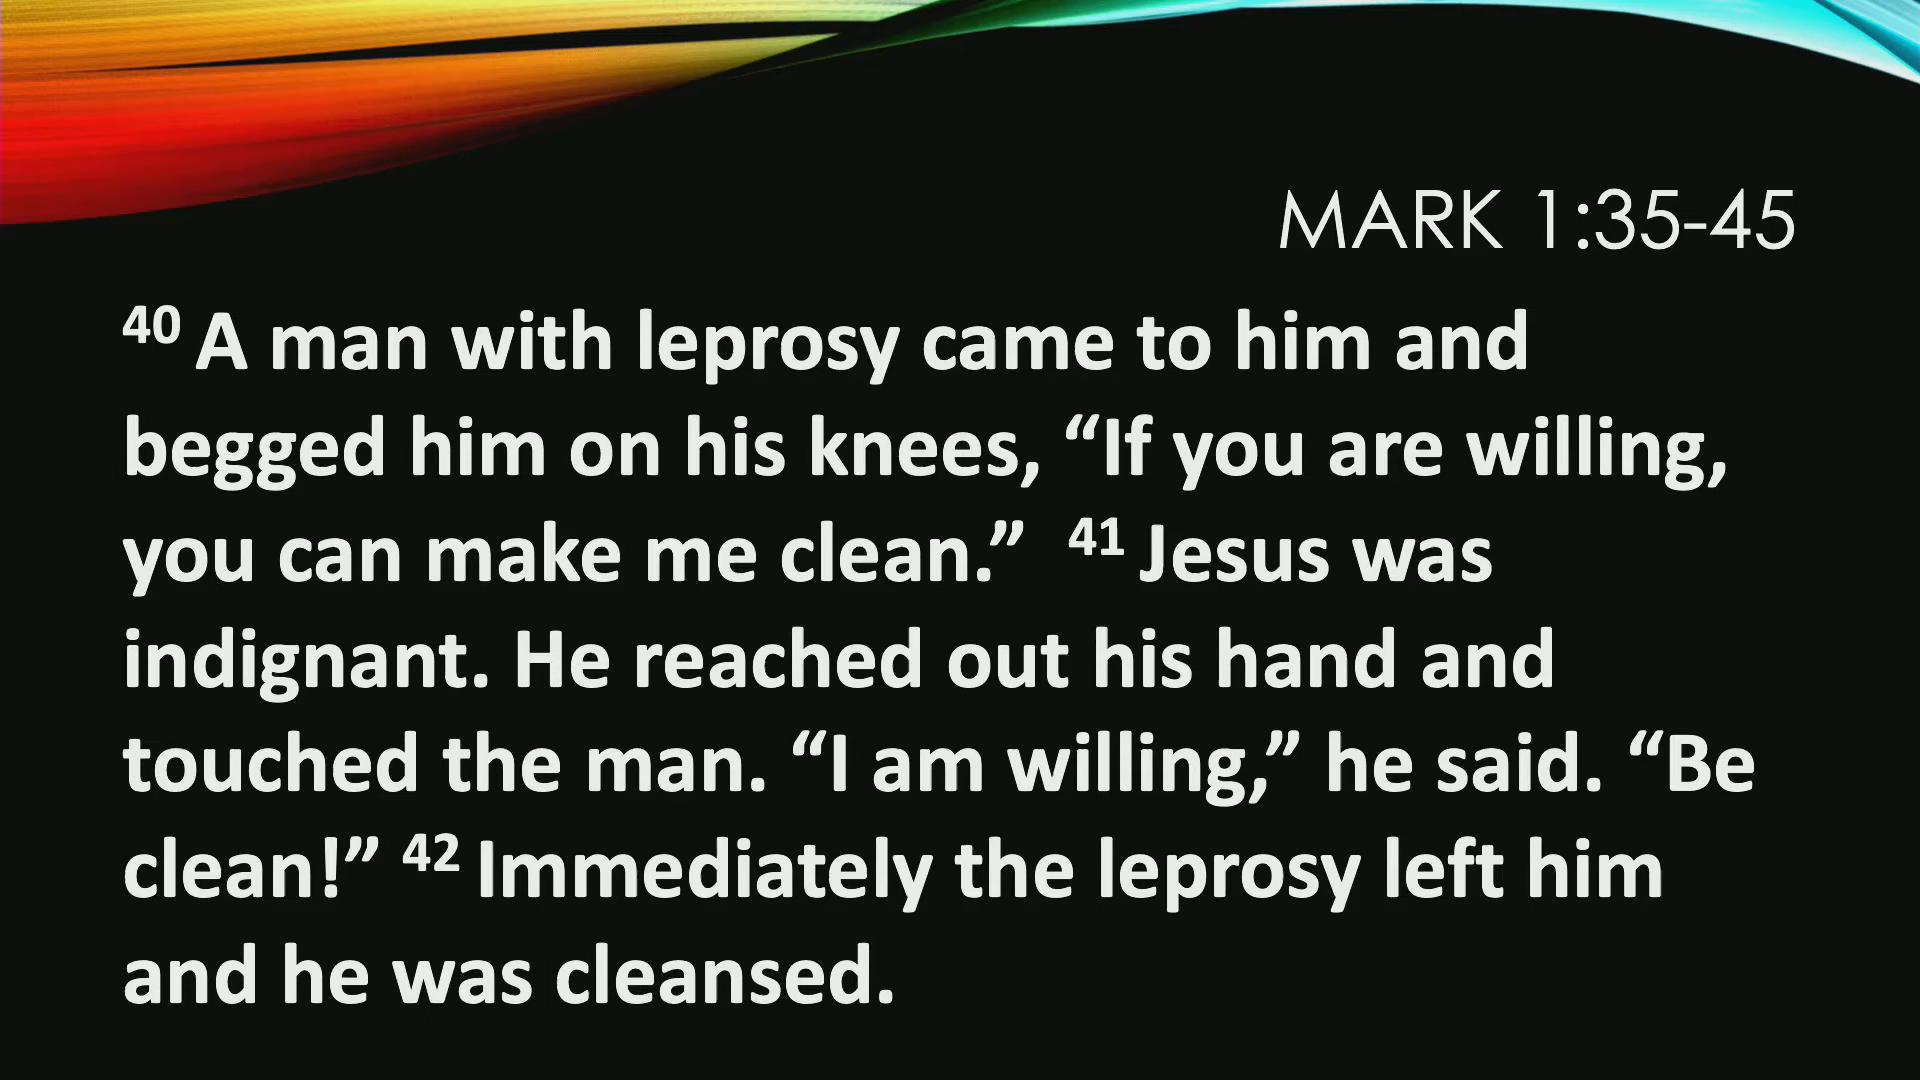 MARK 1:35-45
40 A man with leprosy came to him and
begged him on his knees, “If you are willing,
you can make me clean.” 41 Jesus was
indignant. He reached out his hand and
touched the man. “I am willing,” he said. “Be
clean!” 42 Immediately the leprosy left him
and he was cleansed.